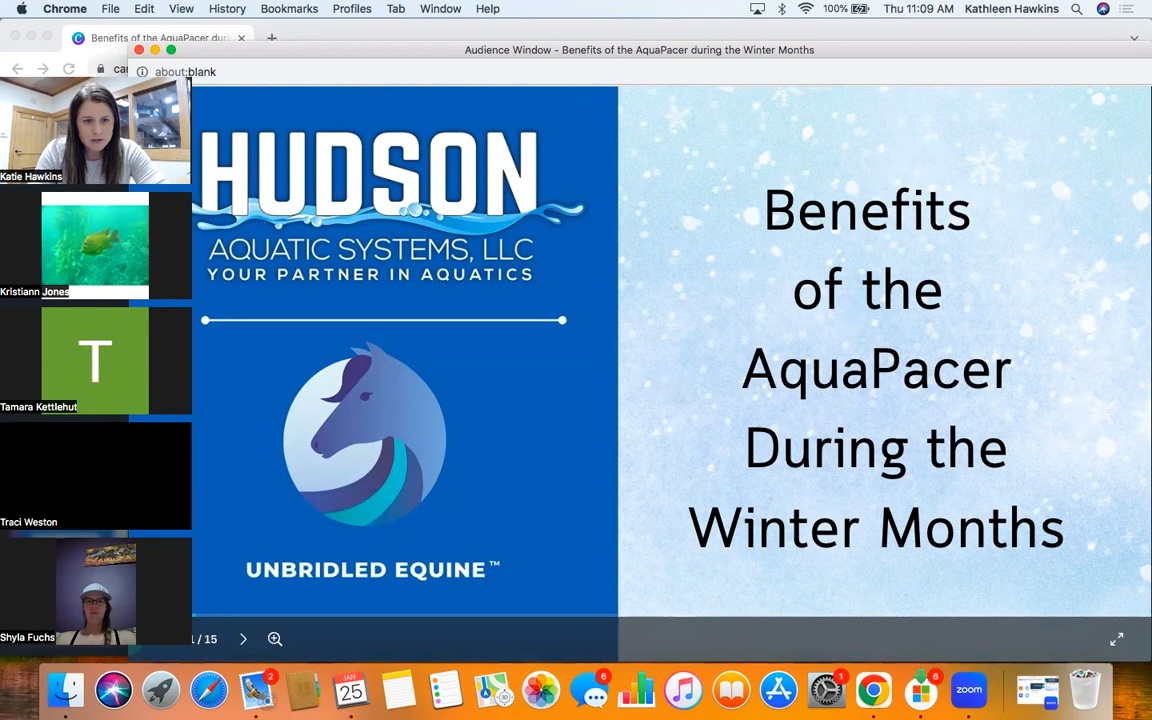 Chrome File Edit View History Bookmarks Profiles Tab Window Help 100% Thu 11:09 AM Kathleen Hawkins
Benefits of the AquaPacer
Audience Window - Benefits of the AquaPacer during the Winter Months
about:blank
Katie Hawkins
Kristiann Jones
T
Tamara Kettlehut
Traci Weston
Shyla Fuchs
HUDSON
AQUATIC SYSTEMS, LLC
YOUR PARTNER IN AQUATICS
UNBRIDLED EQUINE™
Benefits
of the
AquaPacer
During the
Winter Months
/ 15
2
JAN
25
6
1
6
zoom